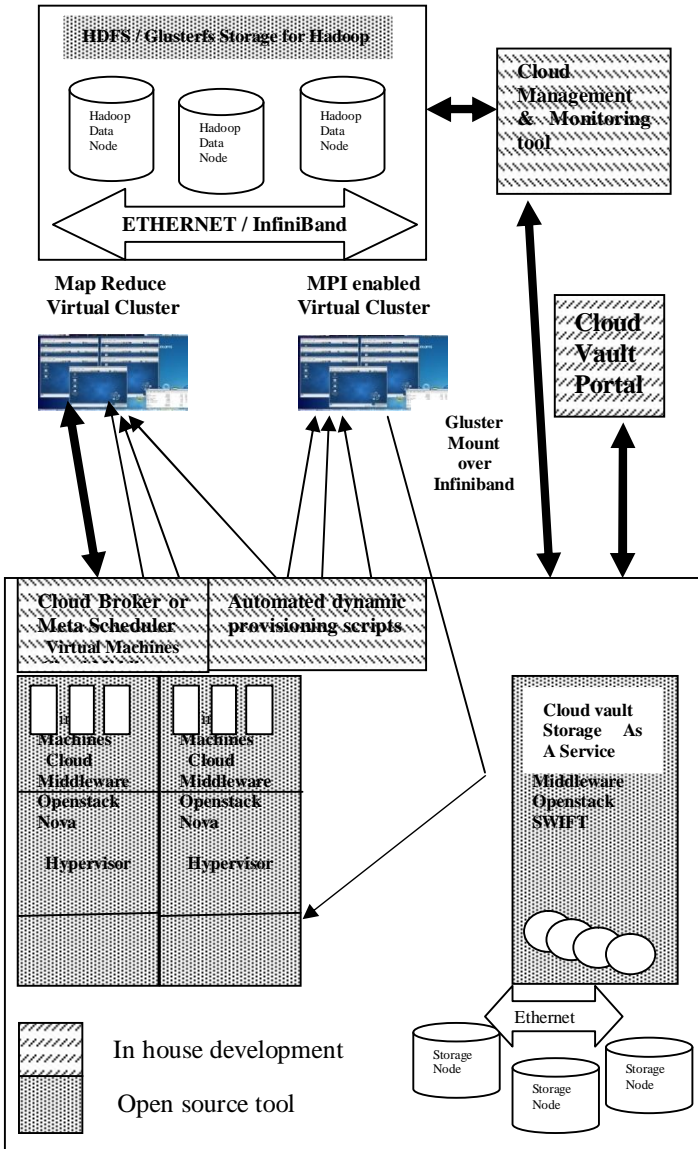 HDFS / Glusterfs Storage for Hadoop
Hadoop
Data
Node
Hadoop
Data
Node
Hadoop
Data
Node
ETHERNET / InfiniBand
Cloud
Management
& Monitoring
tool
Map Reduce
Virtual Cluster
MPI enabled
Virtual Cluster
Cloud
Vault
Portal
Gluster
Mount
over
Infiniband
Cloud Broker or
Meta Scheduler
Virtual Machines
Automated dynamic
provisioning scripts
Machines
Cloud
Middleware
Openstack
Nova
Hypervisor
Machines
Cloud
Middleware
Openstack
Nova
Hypervisor
Cloud vault
Storage As
A Service
Middleware
Openstack
SWIFT
Ethernet
Storage
Node
Storage
Node
Storage
Node
In house development
Open source tool